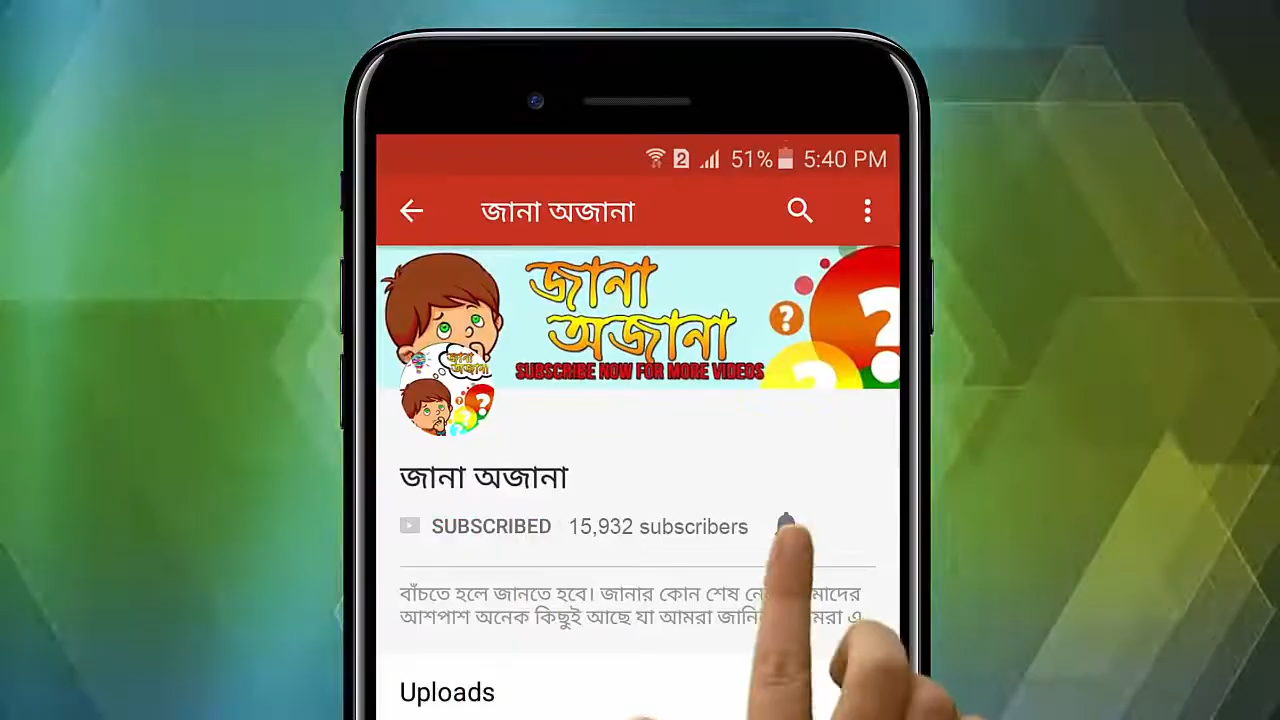 2 51% 5:40 PM
জানা অজানা
জানা
অজানা
SUBSCRIBE NOW FOR MORE VIDEOS
জানা
অজানা
জানা অজানা
SUBSCRIBED 15,932 subscribers
বাঁচতে হলে জানতে হবে। জানার কোন শেষ
আশপাশ অনেক কিছুই আছে যা আমরা
Uploads